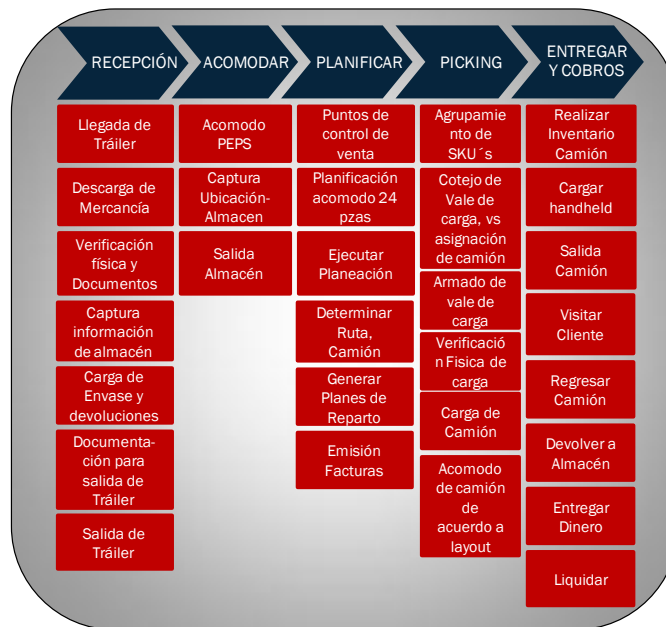 RECEPCIÓN
ACOMODAR
PLANIFICAR
PICKING
ENTREGAR
Y COBROS
Llegada de
Tráiler
Descarga de
Mercancía
Verificación
física y
Documentos
Captura
información
de almacén
Carga de
Envase y
devoluciones
Documenta-
ción para
salida de
Tráiler
Salida de
Tráiler
Acomodo
PEPS
Captura
Ubicación-
Almacen
Salida
Almacén
Puntos de
control de
venta
Planificación
acomodo 24
pzas
Ejecutar
Planeación
Determinar
Ruta,
Camión
Generar
Planes de
Reparto
Emisión
Facturas
Agrupamie
nto de
SKU´s
Cotejo de
Vale de
carga, vs
asignación
de camión
Armado de
vale de
carga
Verificació
n Fisica de
carga
Carga de
Camión
Acomodo
de camión
de
acuerdo a
layout
Realizar
Inventario
Camión
Cargar
handheld
Salida
Camión
Visitar
Cliente
Regresar
Camión
Devolver a
Almacén
Entregar
Dinero
Liquidar